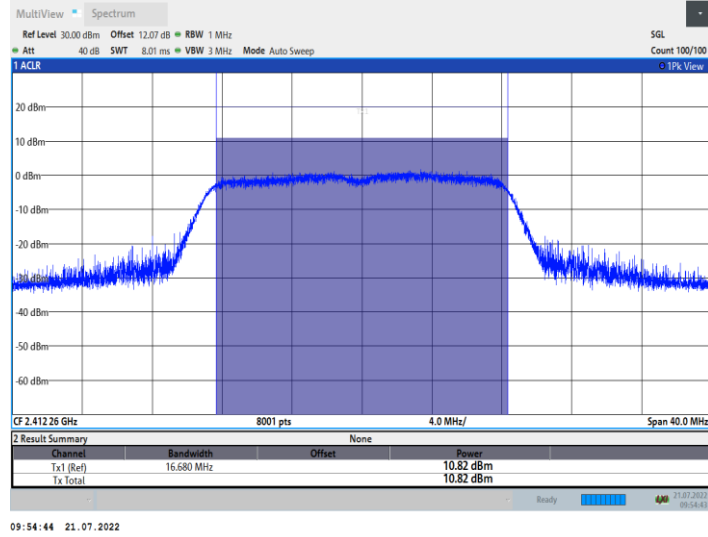 MultiView Spectrum
Ref Level 30.00 dBm Offset 12.07 dB RBW 1 MHz SGL
Att 40 dB SWT 8.01 ms VBW 3 MHz Mode Auto Sweep Count 100/100
1 ACLR 1Pk View
20 dBm
10 dBm
0 dBm
-10 dBm
-20 dBm
-30 dBm
-40 dBm
-50 dBm
-60 dBm
CF 2.41226 GHz 8001 pts 4.0 MHz/ Span 40.0 MHz
2 Result Summary None
Channel Bandwidth Offset Power
Tx1 (Ref) 16.680 MHz 10.82 dBm
Tx Total 10.82 dBm
Ready 21.07.2022
09:54:43
09:54:44 21.07.2022